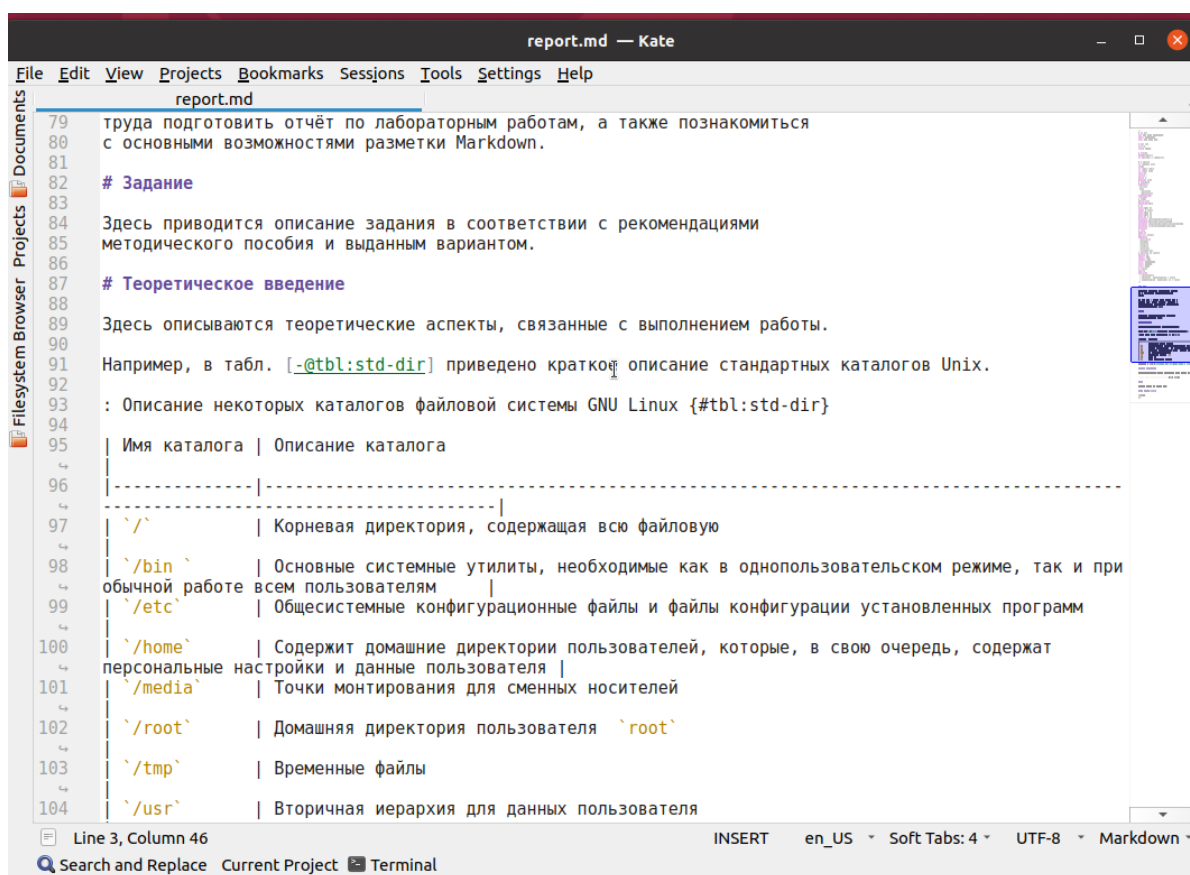 report.md — Kate
File Edit View Projects Bookmarks Sessions Tools Settings Help
report.md
Documents
Projects
Filesystem Browser
79 труда подготовить отчёт по лабораторным работам, а также познакомиться
80 с основными возможностями разметки Markdown.
81
82 # Задание
83
84 Здесь приводится описание задания в соответствии с рекомендациями
85 методического пособия и выданным вариантом.
86
87 # Теоретическое введение
88
89 Здесь описываются теоретические аспекты, связанные с выполнением работы.
90
91 Например, в табл. [-@tbl:std-dir] приведено краткое описание стандартных каталогов Unix.
92
93 : Описание некоторых каталогов файловой системы GNU Linux {#tbl:std-dir}
94
95 | Имя каталога | Описание каталога
|
96 |--------------|-------------------------------------------------------------------------------------
---------------------------------------|
97 | `/` | Корневая директория, содержащая всю файловую
|
98 | `/bin ` | Основные системные утилиты, необходимые как в однопользовательском режиме, так и при
обычной работе всем пользователям |
99 | `/etc` | Общесистемные конфигурационные файлы и файлы конфигурации установленных программ
|
100 | `/home` | Содержит домашние директории пользователей, которые, в свою очередь, содержат
персональные настройки и данные пользователя |
101 | `/media` | Точки монтирования для сменных носителей
|
102 | `/root` | Домашняя директория пользователя `root`
|
103 | `/tmp` | Временные файлы
|
104 | `/usr` | Вторичная иерархия для данных пользователя
Line 3, Column 46 INSERT en_US Soft Tabs: 4 UTF-8 Markdown
Search and Replace Current Project Terminal